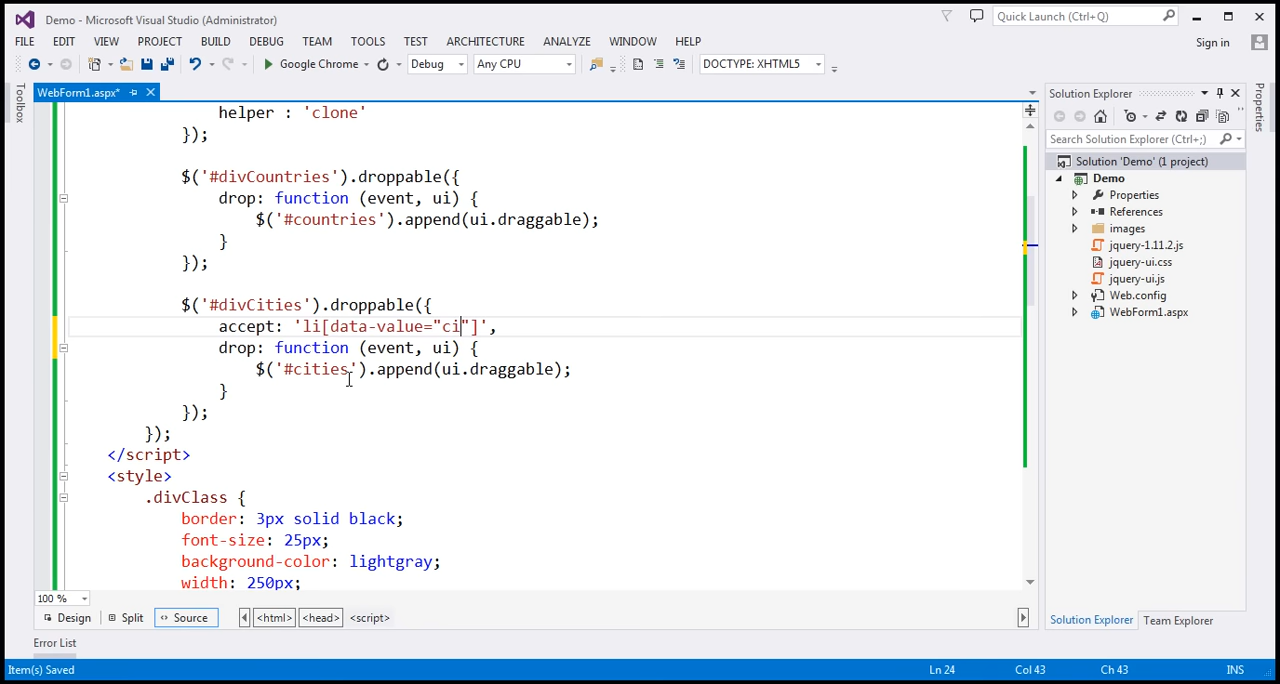 Demo - Microsoft Visual Studio (Administrator)
Quick Launch (Ctrl+Q)
FILE EDIT VIEW PROJECT BUILD DEBUG TEAM TOOLS TEST ARCHITECTURE ANALYZE WINDOW HELP
Sign in
Google Chrome Debug Any CPU DOCTYPE: XHTML5
Toolbox
WebForm1.aspx*
helper : 'clone'
});
$('#divCountries').droppable({
drop: function (event, ui) {
$('#countries').append(ui.draggable);
}
});
$('#divCities').droppable({
accept: 'li[data-value="ci"]',
drop: function (event, ui) {
$('#cities').append(ui.draggable);
}
});
});
</script>
<style>
.divClass {
border: 3px solid black;
font-size: 25px;
background-color: lightgray;
width: 250px;
100 %
Design Split Source <html> <head> <script>
Error List
Solution Explorer
Search Solution Explorer (Ctrl+;)
Solution 'Demo' (1 project)
Demo
Properties
References
images
jquery-1.11.2.js
jquery-ui.css
jquery-ui.js
Web.config
WebForm1.aspx
Solution Explorer Team Explorer
Properties
Item(s) Saved Ln 24 Col 43 Ch 43 INS